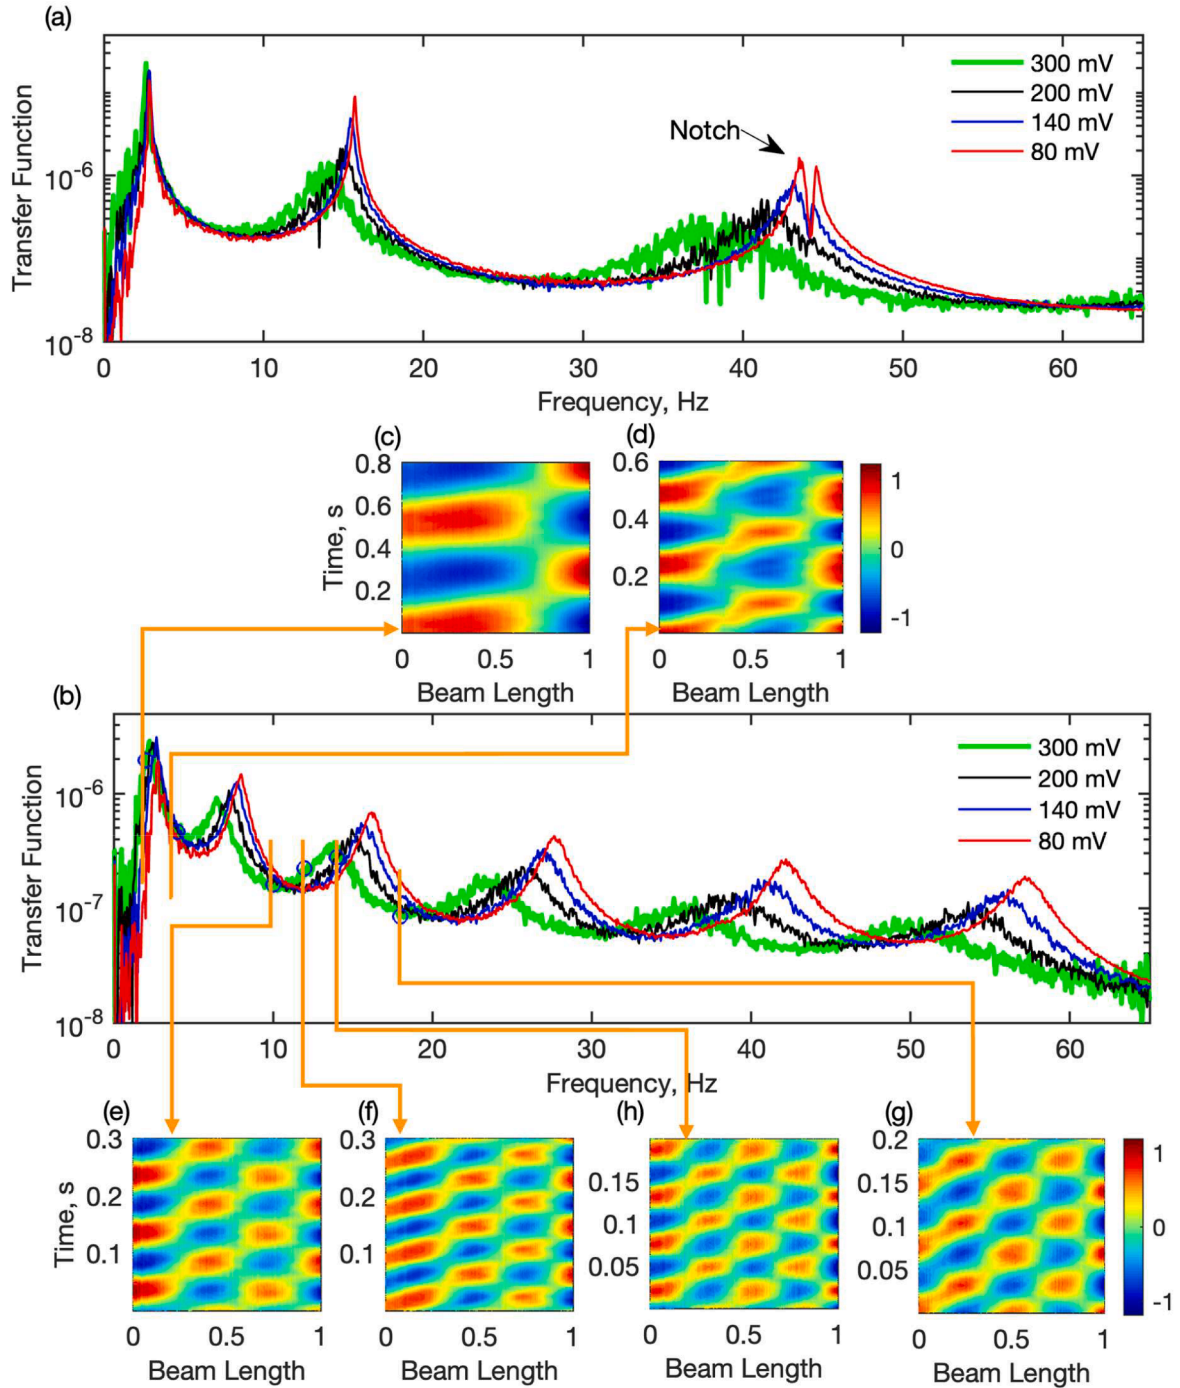 (a)
Transfer Function
10^-6
10^-8
300 mV
200 mV
140 mV
80 mV
Notch
0 10 20 30 40 50 60
Frequency, Hz
(c)
Time, s
0.8
0.6
0.4
0.2
0 0.5 1
Beam Length
(d)
0.6
0.4
0.2
0 0.5 1
Beam Length
1
0
-1
(b)
Transfer Function
10^-6
10^-7
10^-8
300 mV
200 mV
140 mV
80 mV
0 10 20 30 40 50 60
Frequency, Hz
(e)
Time, s
0.3
0.2
0.1
0 0.5 1
Beam Length
(f)
0.3
0.2
0.1
0 0.5 1
Beam Length
(h)
0.15
0.1
0.05
0 0.5 1
Beam Length
(g)
0.2
0.15
0.1
0.05
0 0.5 1
Beam Length
1
0
-1